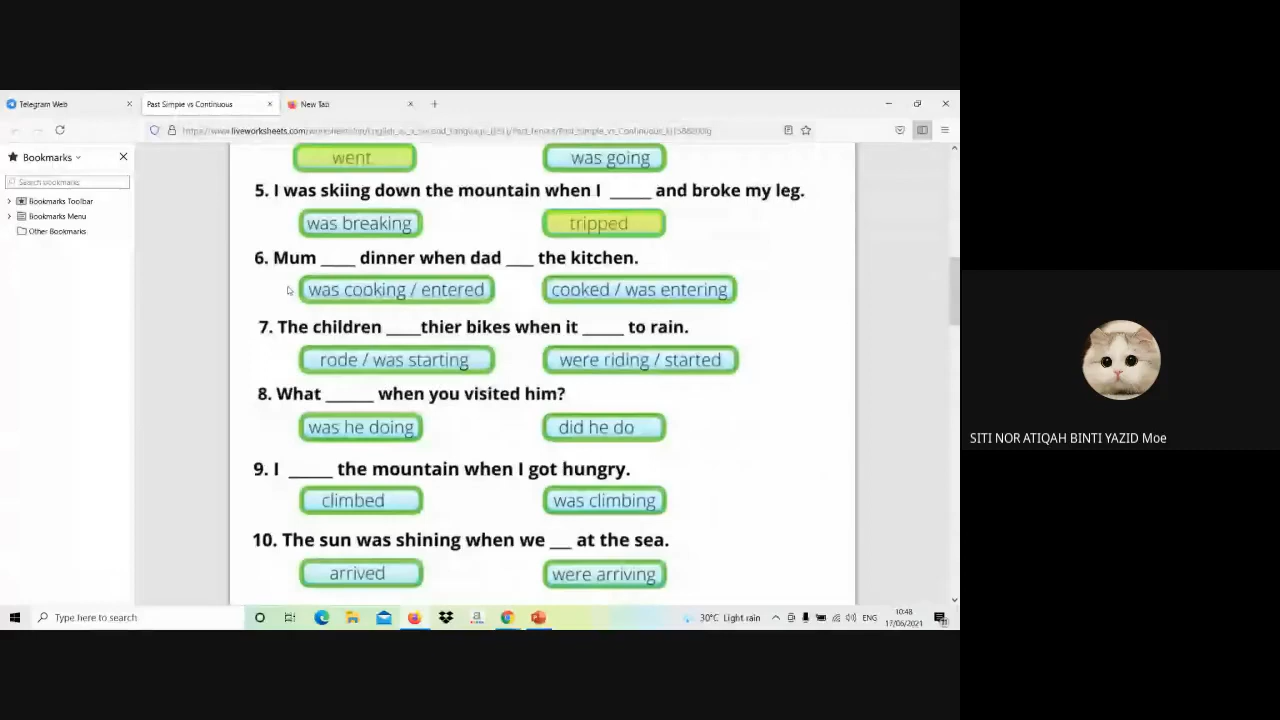 Telegram Web
Past Simple vs Continuous
New Tab
Bookmarks
Search bookmarks
Bookmarks Toolbar
Bookmarks Menu
Other Bookmarks
went
was going
5. I was skiing down the mountain when I _____ and broke my leg.
was breaking
tripped
6. Mum ____ dinner when dad ___ the kitchen.
was cooking / entered
cooked / was entering
7. The children ____thier bikes when it _____ to rain.
rode / was starting
were riding / started
8. What ______ when you visited him?
was he doing
did he do
9. I _____ the mountain when I got hungry.
climbed
was climbing
10. The sun was shining when we __ at the sea.
arrived
were arriving
SITI NOR ATIQAH BINTI YAZID Moe
Type here to search
30°C Light rain
ENG
10:48
17/06/2021